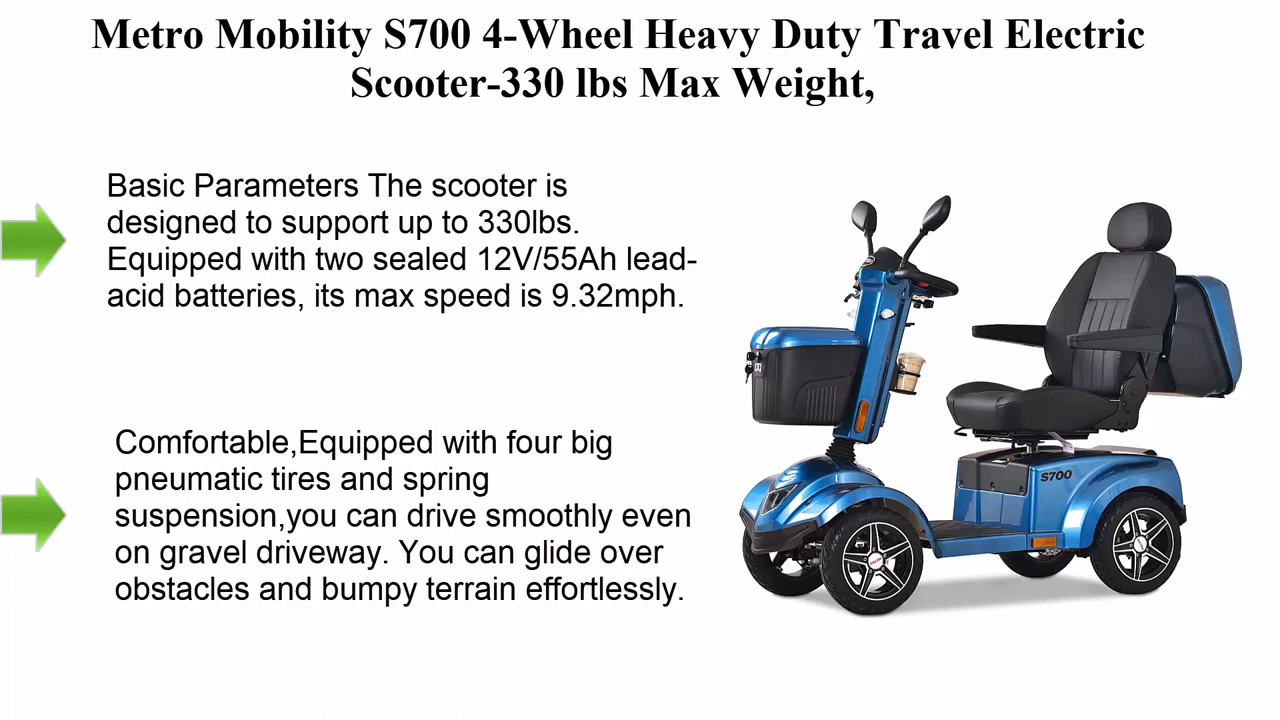 Metro Mobility S700 4-Wheel Heavy Duty Travel Electric
Scooter-330 lbs Max Weight,
Basic Parameters The scooter is
designed to support up to 330lbs.
Equipped with two sealed 12V/55Ah lead-
acid batteries, its max speed is 9.32mph.
Comfortable,Equipped with four big
pneumatic tires and spring
suspension,you can drive smoothly even
on gravel driveway. You can glide over
obstacles and bumpy terrain effortlessly.
S700